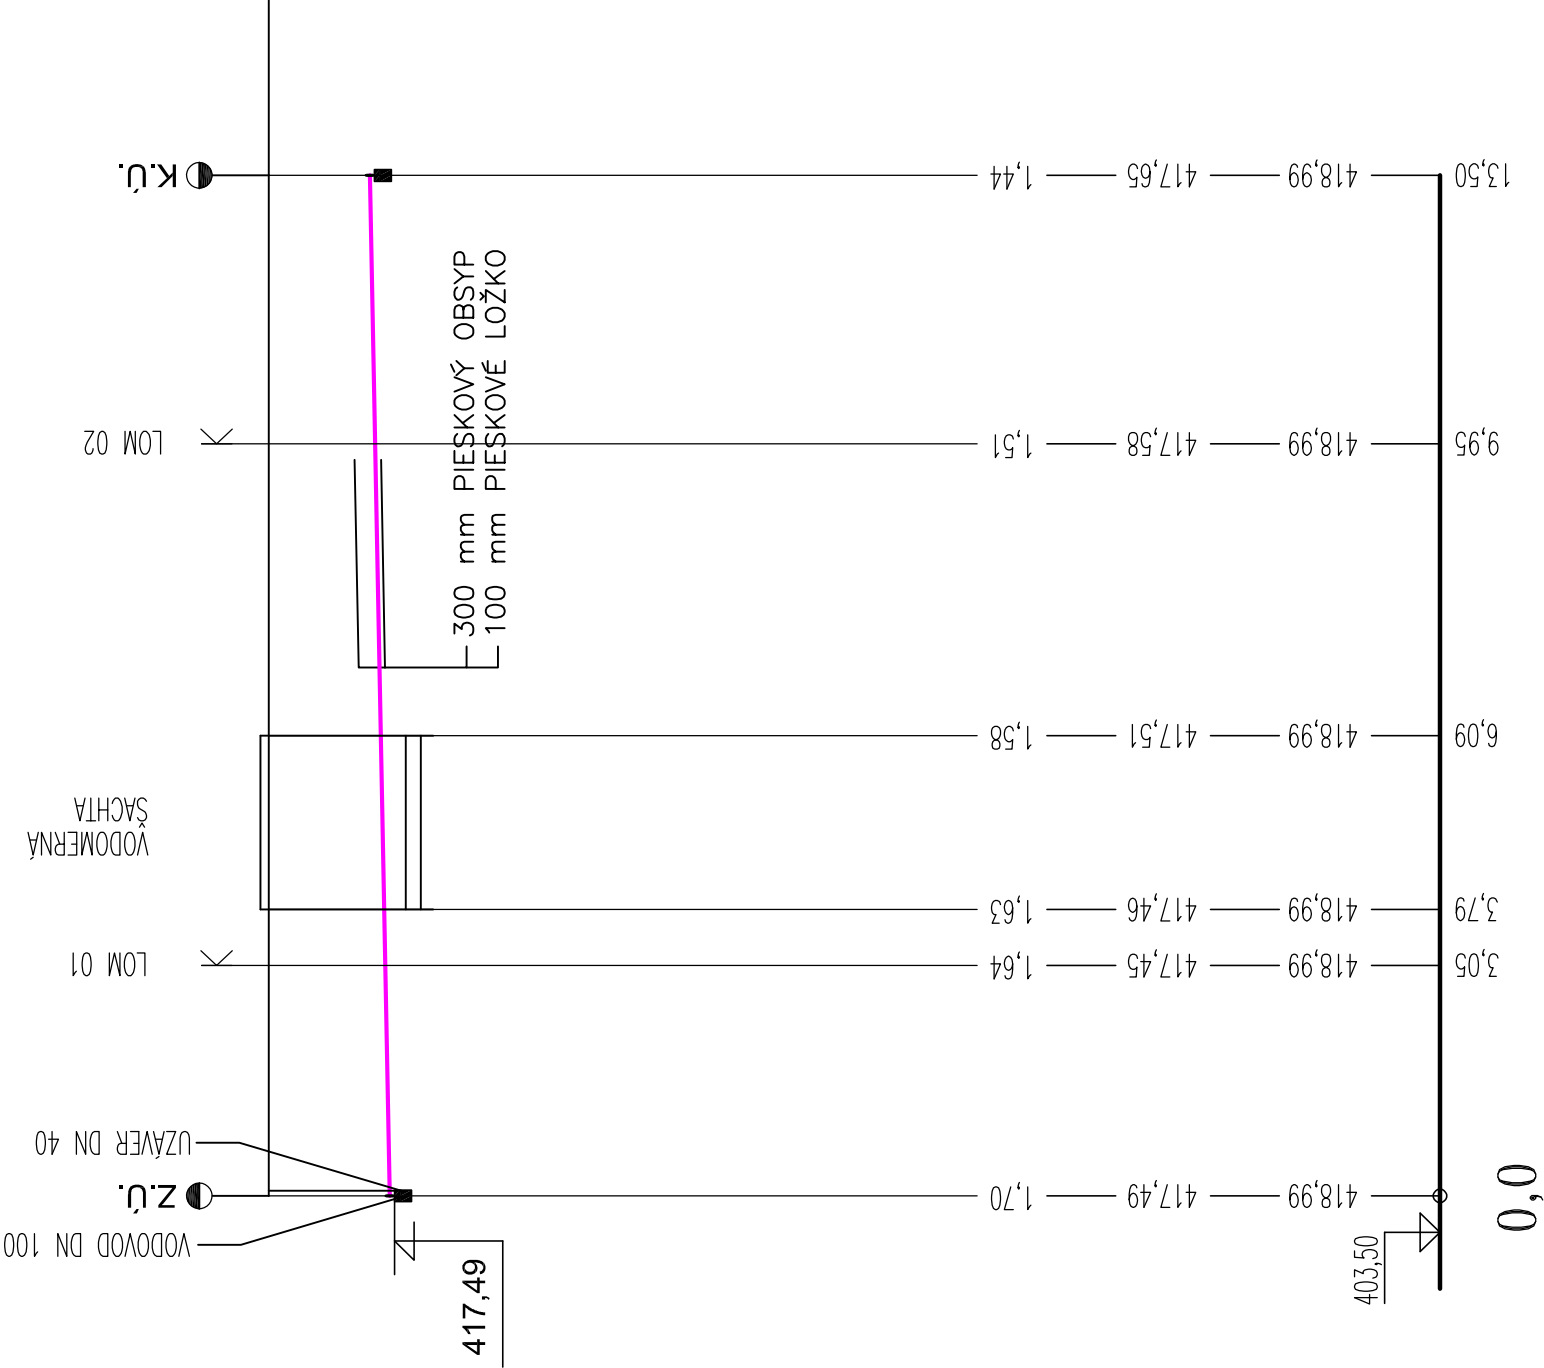 K.Ú.
1,44
417,65
418,99
13,50
300 mm PIESKOVÝ OBSYP
100 mm PIESKOVÉ LOŽKO
LOM 02
1,51
417,58
418,99
9,95
1,58
417,51
418,99
6,09
VODOMERNÁ
ŠACHTA
1,63
417,46
418,99
3,79
LOM 01
1,64
417,45
418,99
3,05
UZÁVER DN 40
Z.Ú.
1,70
417,49
418,99
0,0
VODOVOD DN 100
417,49
403,50